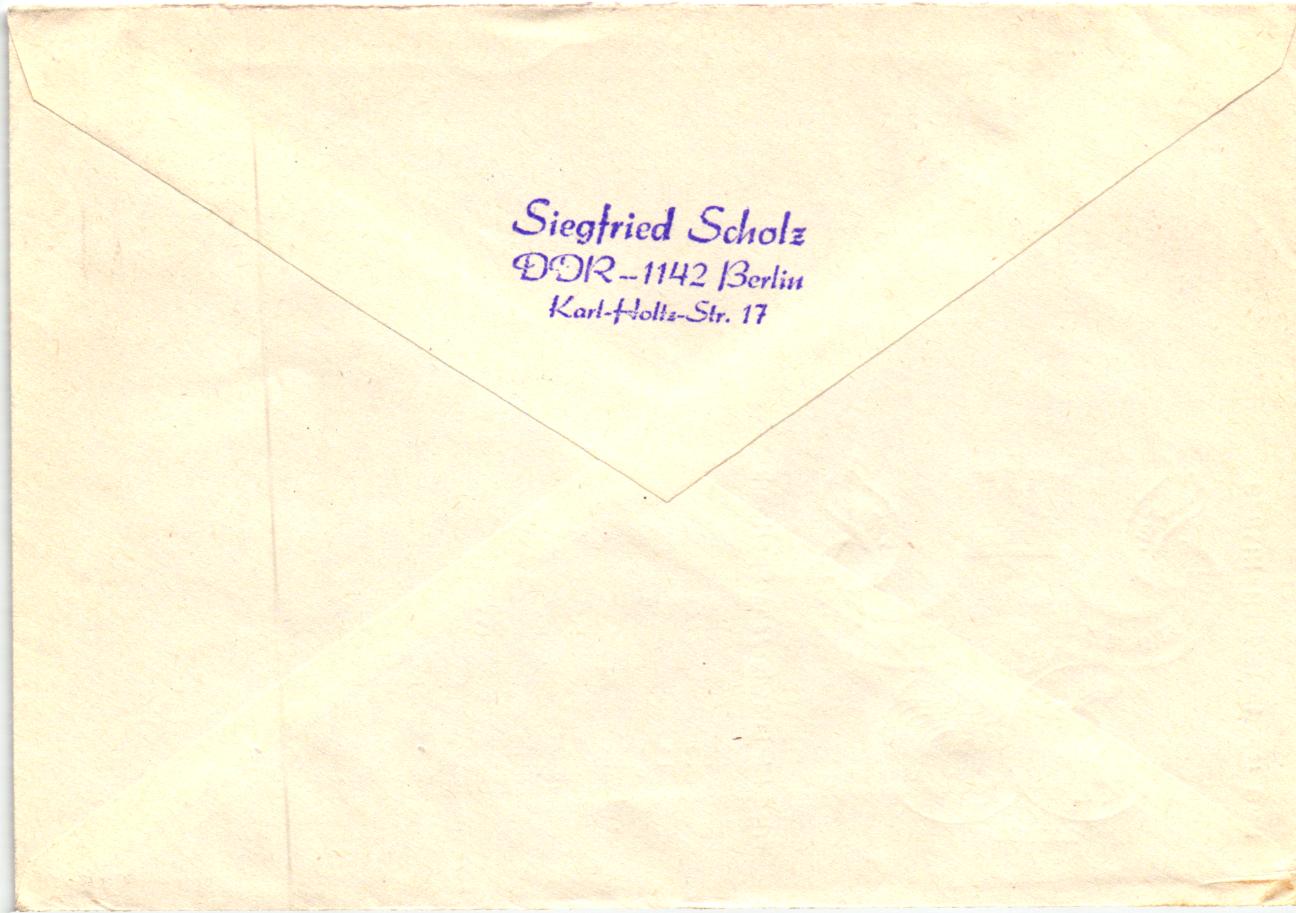 Siegfried Scholz
DDR-1142 Berlin
Karl-Holtz-Str. 17